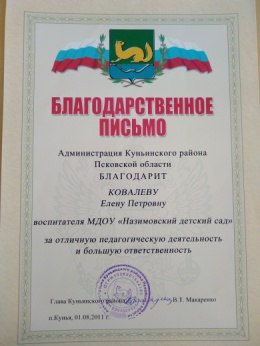 БЛАГОДАРСТВЕННОЕ
ПИСЬМО
Администрация Куньинского района
Псковской области
БЛАГОДАРИТ
КОВАЛЕВУ
Елену Петровну
воспитателя МДОУ «Назимовский детский сад»
за отличную педагогическую деятельность
и большую ответственность
Глава Куньинского района В.Т. Макаренко
п.Кунья, 01.08.2011 г.